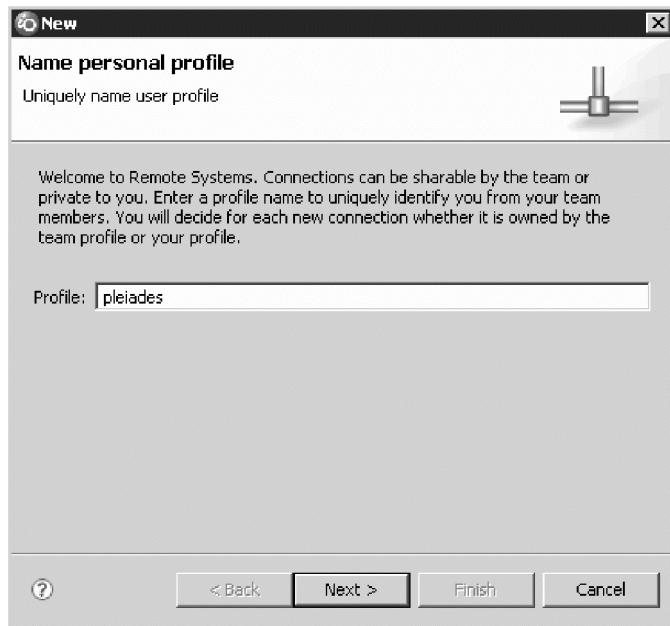 New
Name personal profile
Uniquely name user profile
Welcome to Remote Systems. Connections can be sharable by the team or
private to you. Enter a profile name to uniquely identify you from your team
members. You will decide for each new connection whether it is owned by the
team profile or your profile.
Profile: pleiades
? < Back Next > Finish Cancel